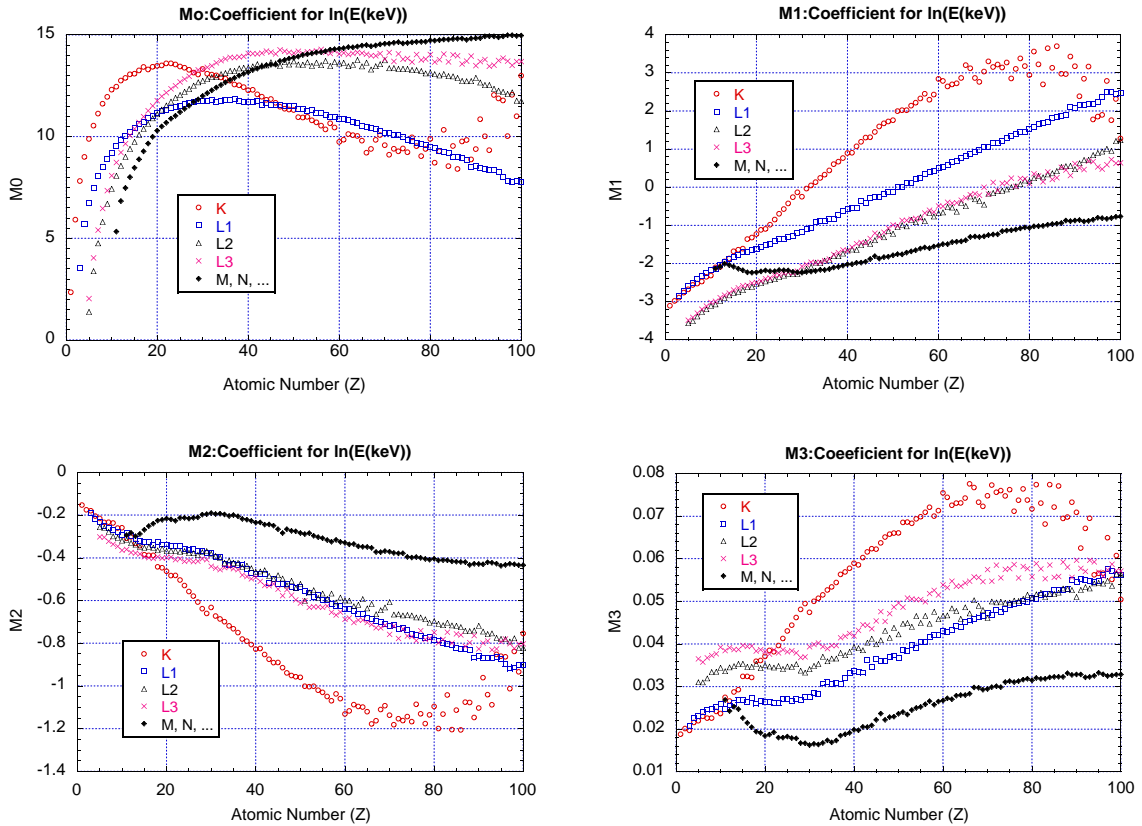 Mo:Coefficient for ln(E(keV))
15
10
5
0
M0
K
L1
L2
L3
M, N, ...
0 20 40 60 80 100
Atomic Number (Z)
M1:Coefficient for ln(E(keV))
4
3
2
1
0
-1
-2
-3
-4
M1
K
L1
L2
L3
M, N, ...
0 20 40 60 80 100
Atomic Number (Z)
M2:Coefficient for ln(E(keV))
0
-0.2
-0.4
-0.6
-0.8
-1
-1.2
-1.4
M2
K
L1
L2
L3
M, N, ...
0 20 40 60 80 100
Atomic Number (Z)
M3:Coeefficient for ln(E(keV))
0.08
0.07
0.06
0.05
0.04
0.03
0.02
0.01
M3
K
L1
L2
L3
M, N, ...
0 20 40 60 80 100
Atomic Number (Z)